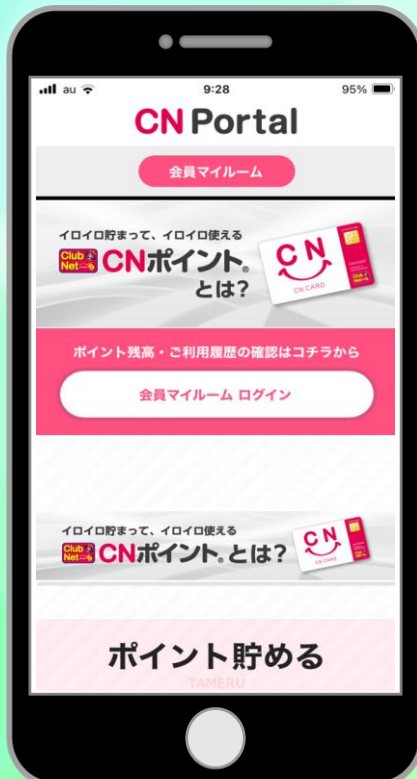 au 9:28 95%
CN Portal
会員マイルーム
イロイロ貯まって、イロイロ使える
Club Net CNポイント®
とは?
CN
CN CARD
ポイント残高・ご利用履歴の確認はコチラから
会員マイルーム ログイン
イロイロ貯まって、イロイロ使える
Club Net CNポイント®とは?
CN
CN CARD
ポイント貯める
TAMERU